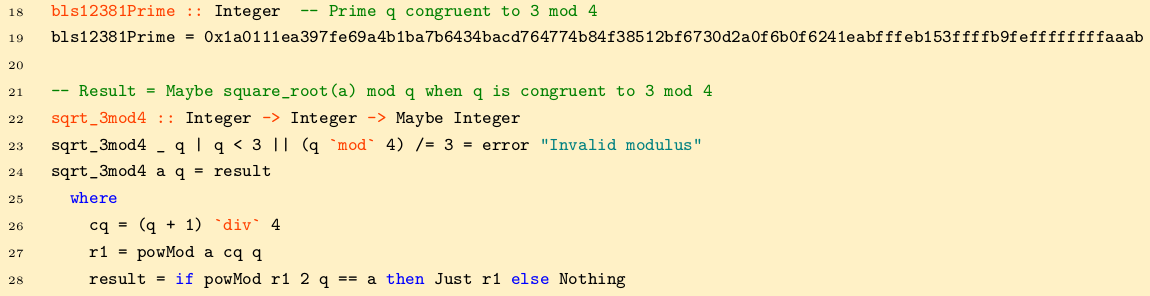 18 bls12381Prime :: Integer  -- Prime q congruent to 3 mod 4
19 bls12381Prime = 0x1a0111ea397fe69a4b1ba7b6434bacd764774b84f38512bf6730d2a0f6b0f6241eabfffeb153ffffb9feffffffffaaab
20
21 -- Result = Maybe square_root(a) mod q when q is congruent to 3 mod 4
22 sqrt_3mod4 :: Integer -> Integer -> Maybe Integer
23 sqrt_3mod4 _ q | q < 3 || (q `mod` 4) /= 3 = error "Invalid modulus"
24 sqrt_3mod4 a q = result
25   where
26     cq = (q + 1) `div` 4
27     r1 = powMod a cq q
28     result = if powMod r1 2 q == a then Just r1 else Nothing